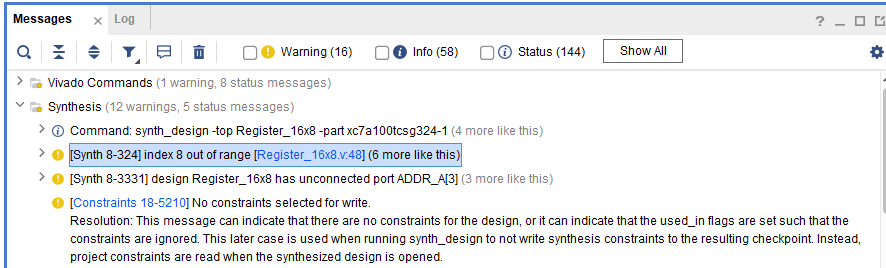 Messages × Log
? _
Warning (16) Info (58) Status (144) Show All
Vivado Commands (1 warning, 8 status messages)
Synthesis (12 warnings, 5 status messages)
Command: synth_design -top Register_16x8 -part xc7a100tcsg324-1 (4 more like this)
[Synth 8-324] index 8 out of range [Register_16x8.v:48] (6 more like this)
[Synth 8-3331] design Register_16x8 has unconnected port ADDR_A[3] (3 more like this)
[Constraints 18-5210] No constraints selected for write.
Resolution: This message can indicate that there are no constraints for the design, or it can indicate that the used_in flags are set such that the
constraints are ignored. This later case is used when running synth_design to not write synthesis constraints to the resulting checkpoint. Instead,
project constraints are read when the synthesized design is opened.